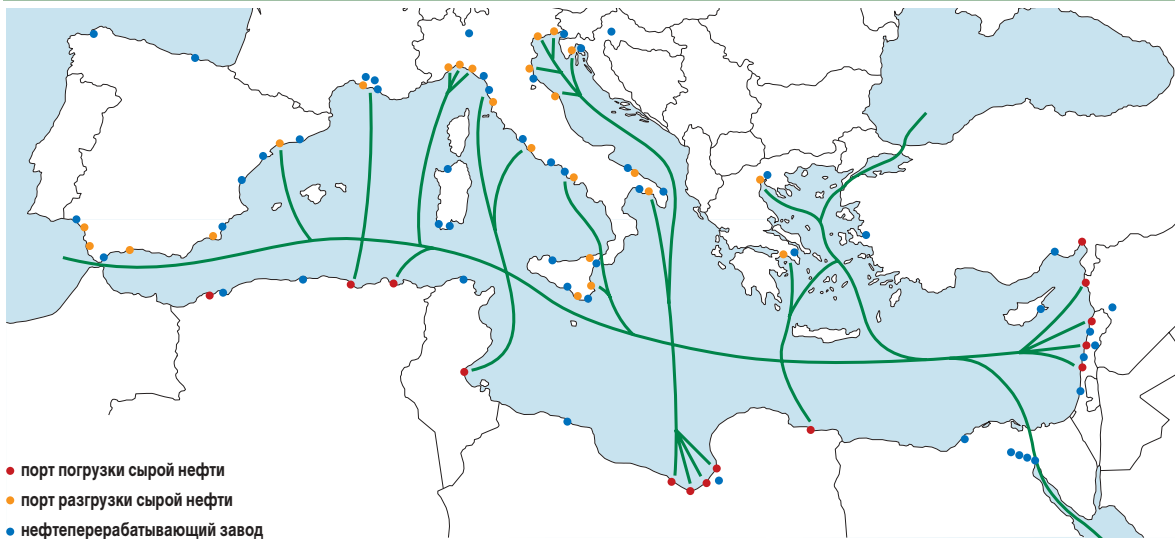 порт погрузки сырой нефти
порт разгрузки сырой нефти
нефтеперерабатывающий завод